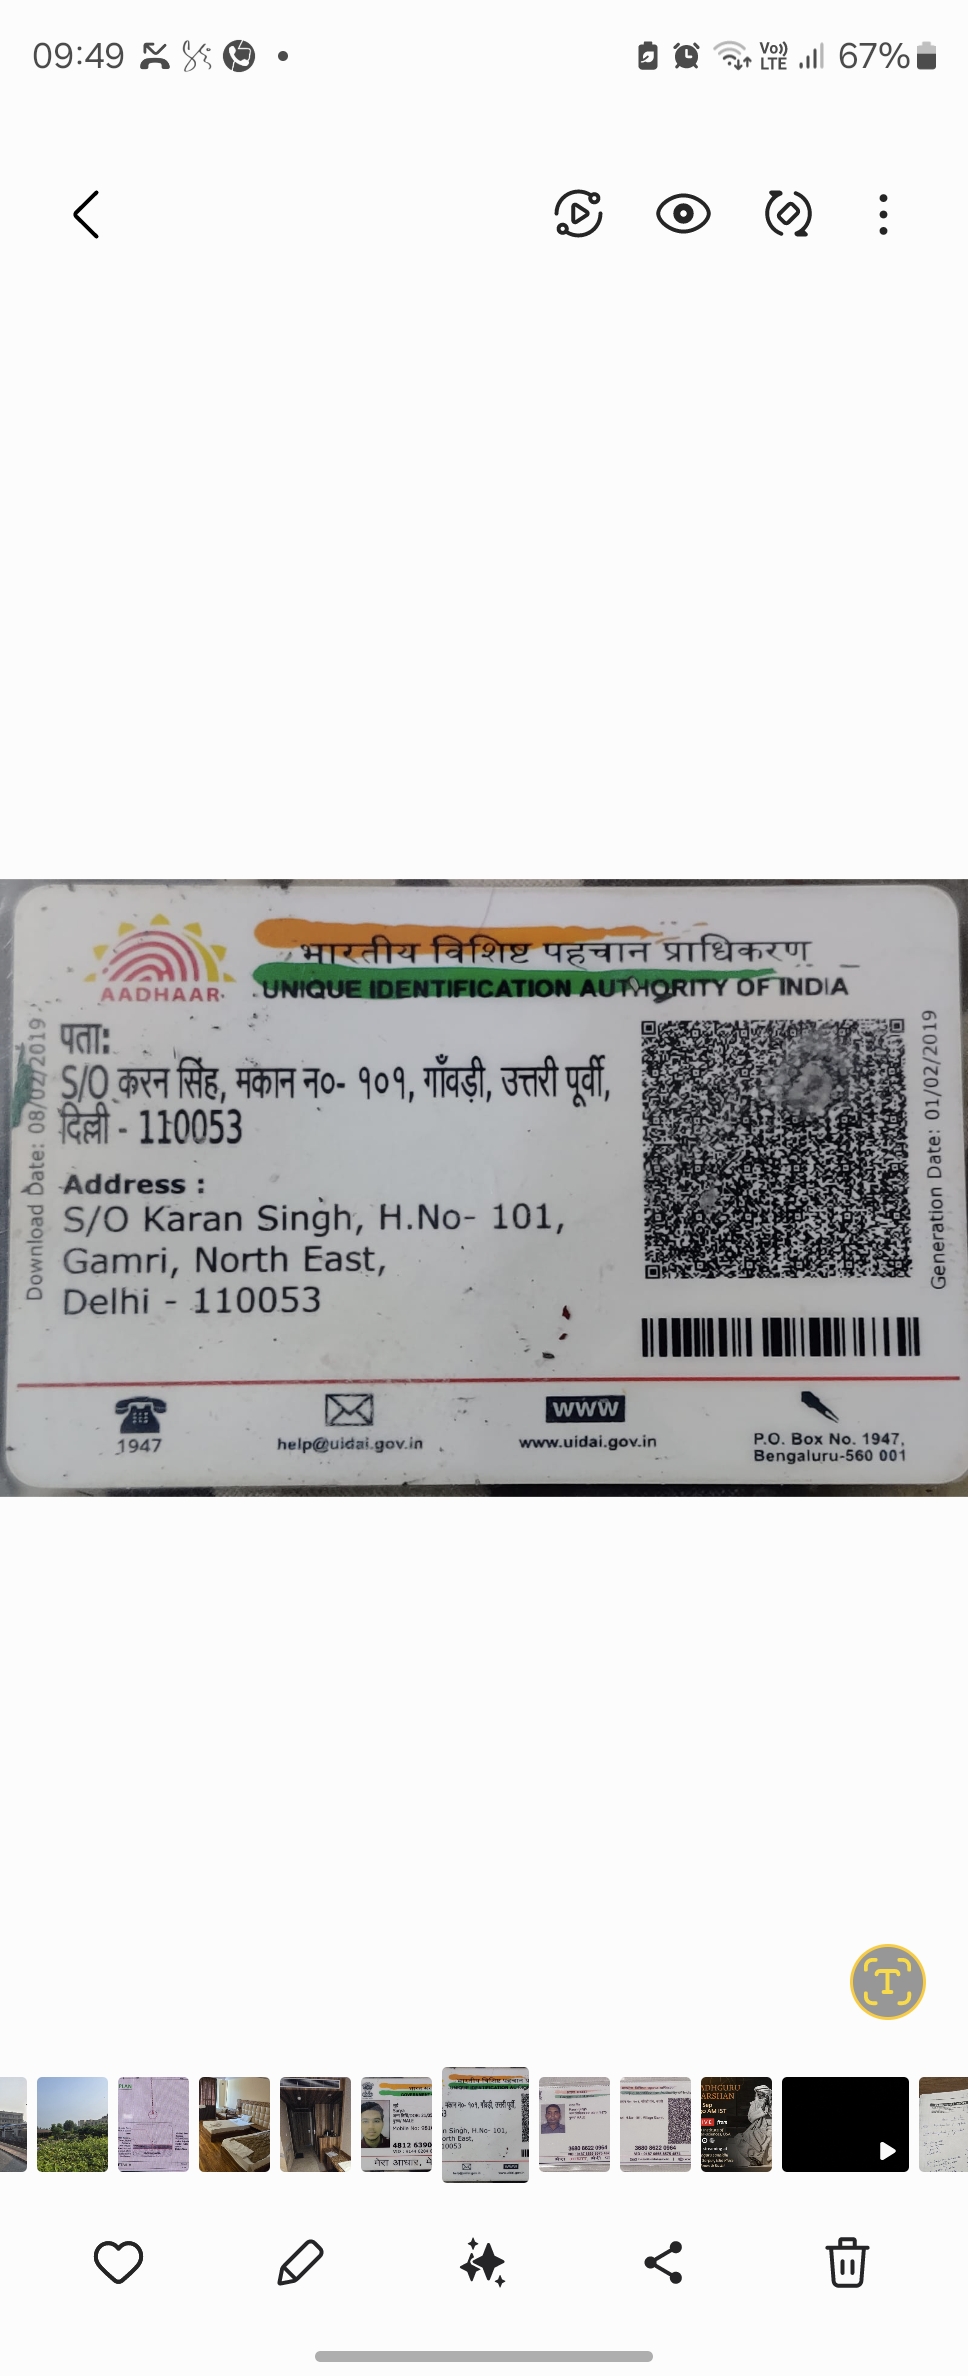 09:49
Vo))
LTE
67%
भारतीय विशिष्ट पहचान प्राधिकरण
AADHAAR
UNIQUE IDENTIFICATION AUTHORITY OF INDIA
Download Date: 08/02/2019
Generation Date: 01/02/2019
पता:
S/O करन सिंह, मकान न०- १०१, गाँवड़ी, उत्तरी पूर्वी,
दिल्ली - 110053
Address :
S/O Karan Singh, H.No- 101,
Gamri, North East,
Delhi - 110053
1947
help@uidai.gov.in
www
www.uidai.gov.in
P.O. Box No. 1947,
Bengaluru-560 001
T